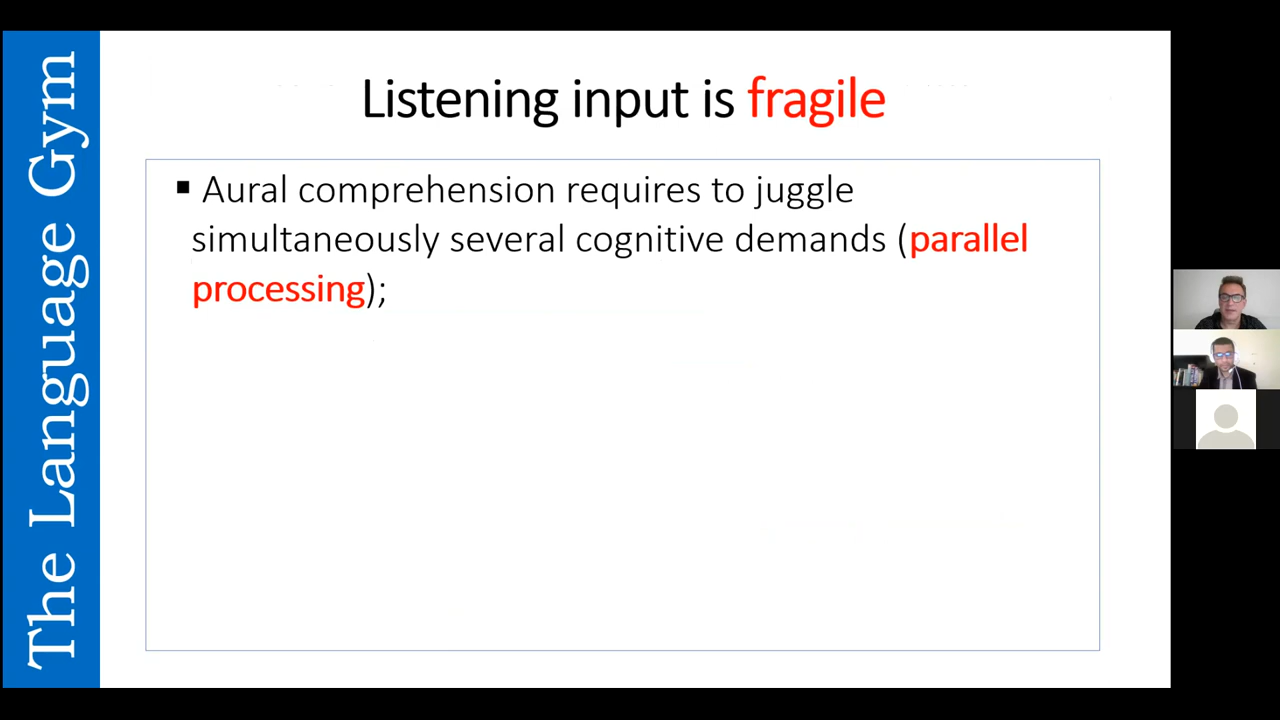 The Language Gym
Listening input is fragile
▪ Aural comprehension requires to juggle
simultaneously several cognitive demands (parallel
processing);